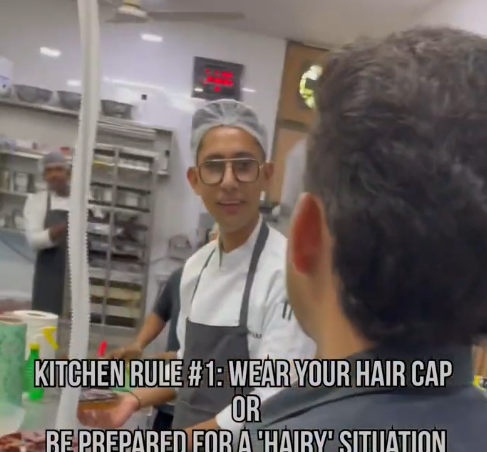 KITCHEN RULE #1: WEAR YOUR HAIR CAP
OR
BE PREPARED FOR A 'HAIRY' SITUATION